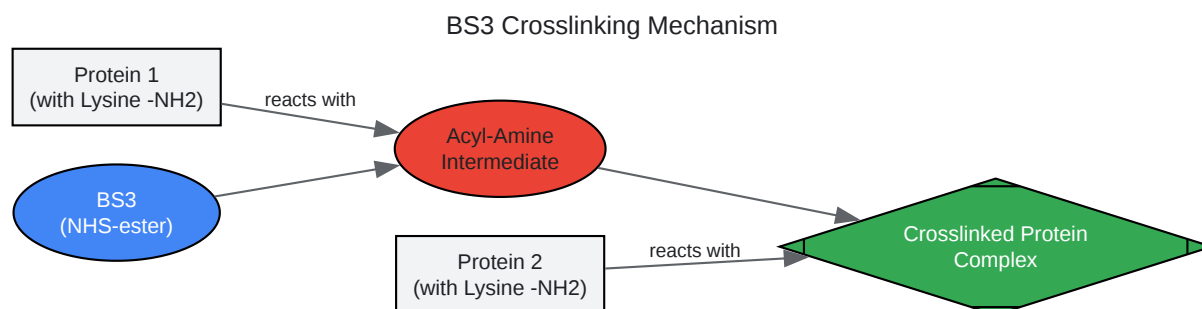 BS3 Crosslinking Mechanism
Protein 1
(with Lysine -NH2)
reacts with
BS3
(NHS-ester)
Acyl-Amine
Intermediate
Protein 2
(with Lysine -NH2)
reacts with
Crosslinked Protein
Complex